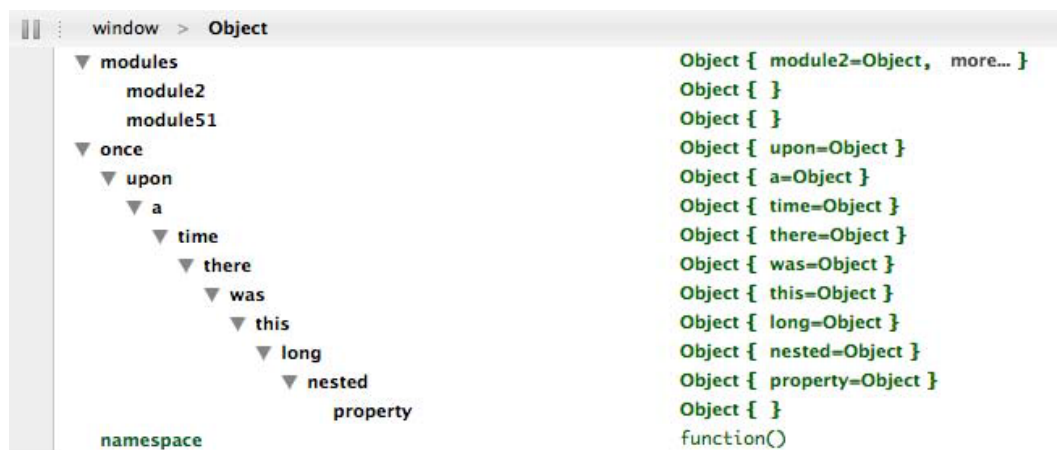 window > Object
modules Object { module2=Object, more... }
module2 Object { }
module51 Object { }
once Object { upon=Object }
upon Object { a=Object }
a Object { time=Object }
time Object { there=Object }
there Object { was=Object }
was Object { this=Object }
this Object { long=Object }
long Object { nested=Object }
nested Object { property=Object }
property Object { }
namespace function()